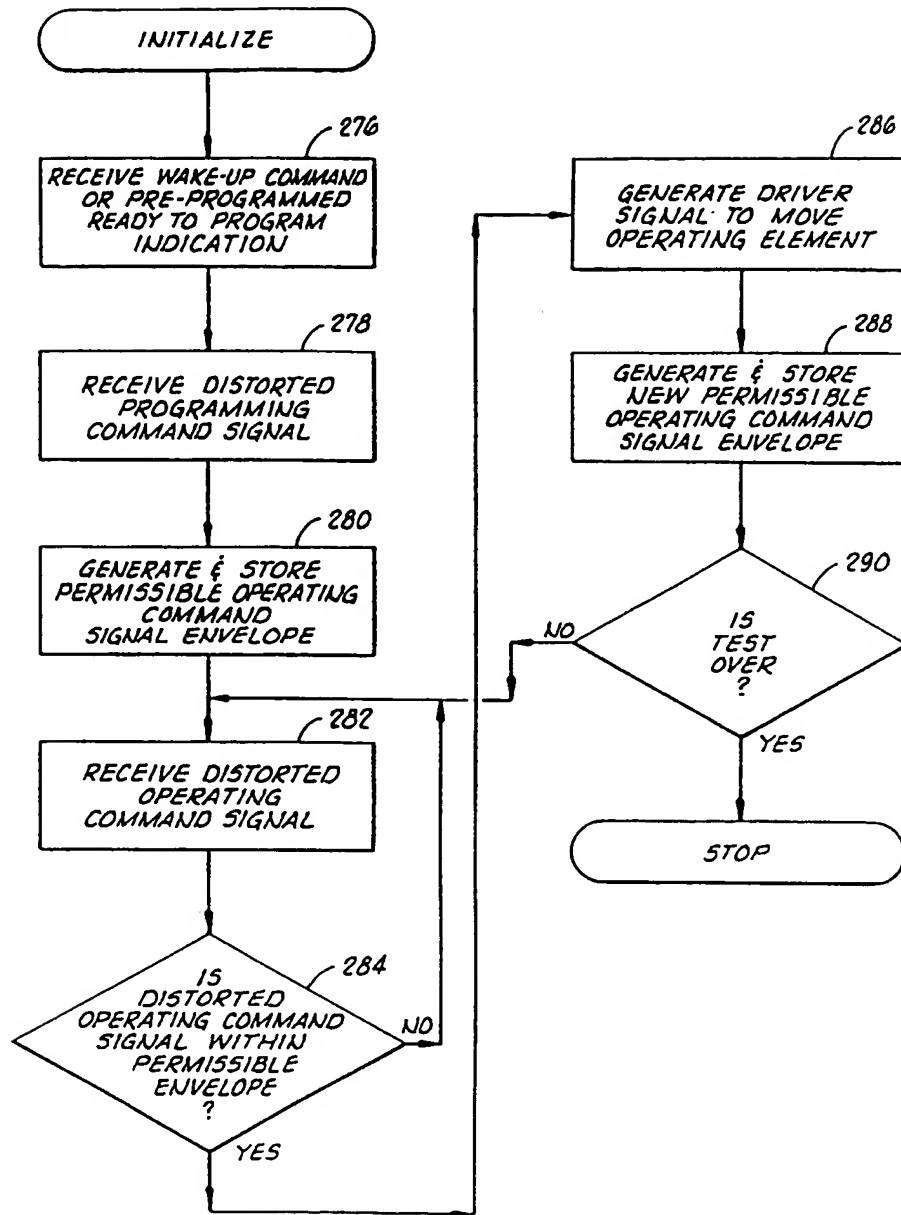 INITIALIZE
276
RECEIVE WAKE-UP COMMAND
OR PRE-PROGRAMMED
READY TO PROGRAM
INDICATION
278
RECEIVE DISTORTED
PROGRAMMING
COMMAND SIGNAL
280
GENERATE & STORE
PERMISSIBLE OPERATING
COMMAND
SIGNAL ENVELOPE
282
RECEIVE DISTORTED
OPERATING
COMMAND SIGNAL
284
IS
DISTORTED
OPERATING COMMAND
SIGNAL WITHIN
PERMISSIBLE
ENVELOPE
?
NO
YES
286
GENERATE DRIVER
SIGNAL TO MOVE
OPERATING ELEMENT
288
GENERATE & STORE
NEW PERMISSIBLE
OPERATING COMMAND
SIGNAL ENVELOPE
290
IS
TEST
OVER
?
NO
YES
STOP